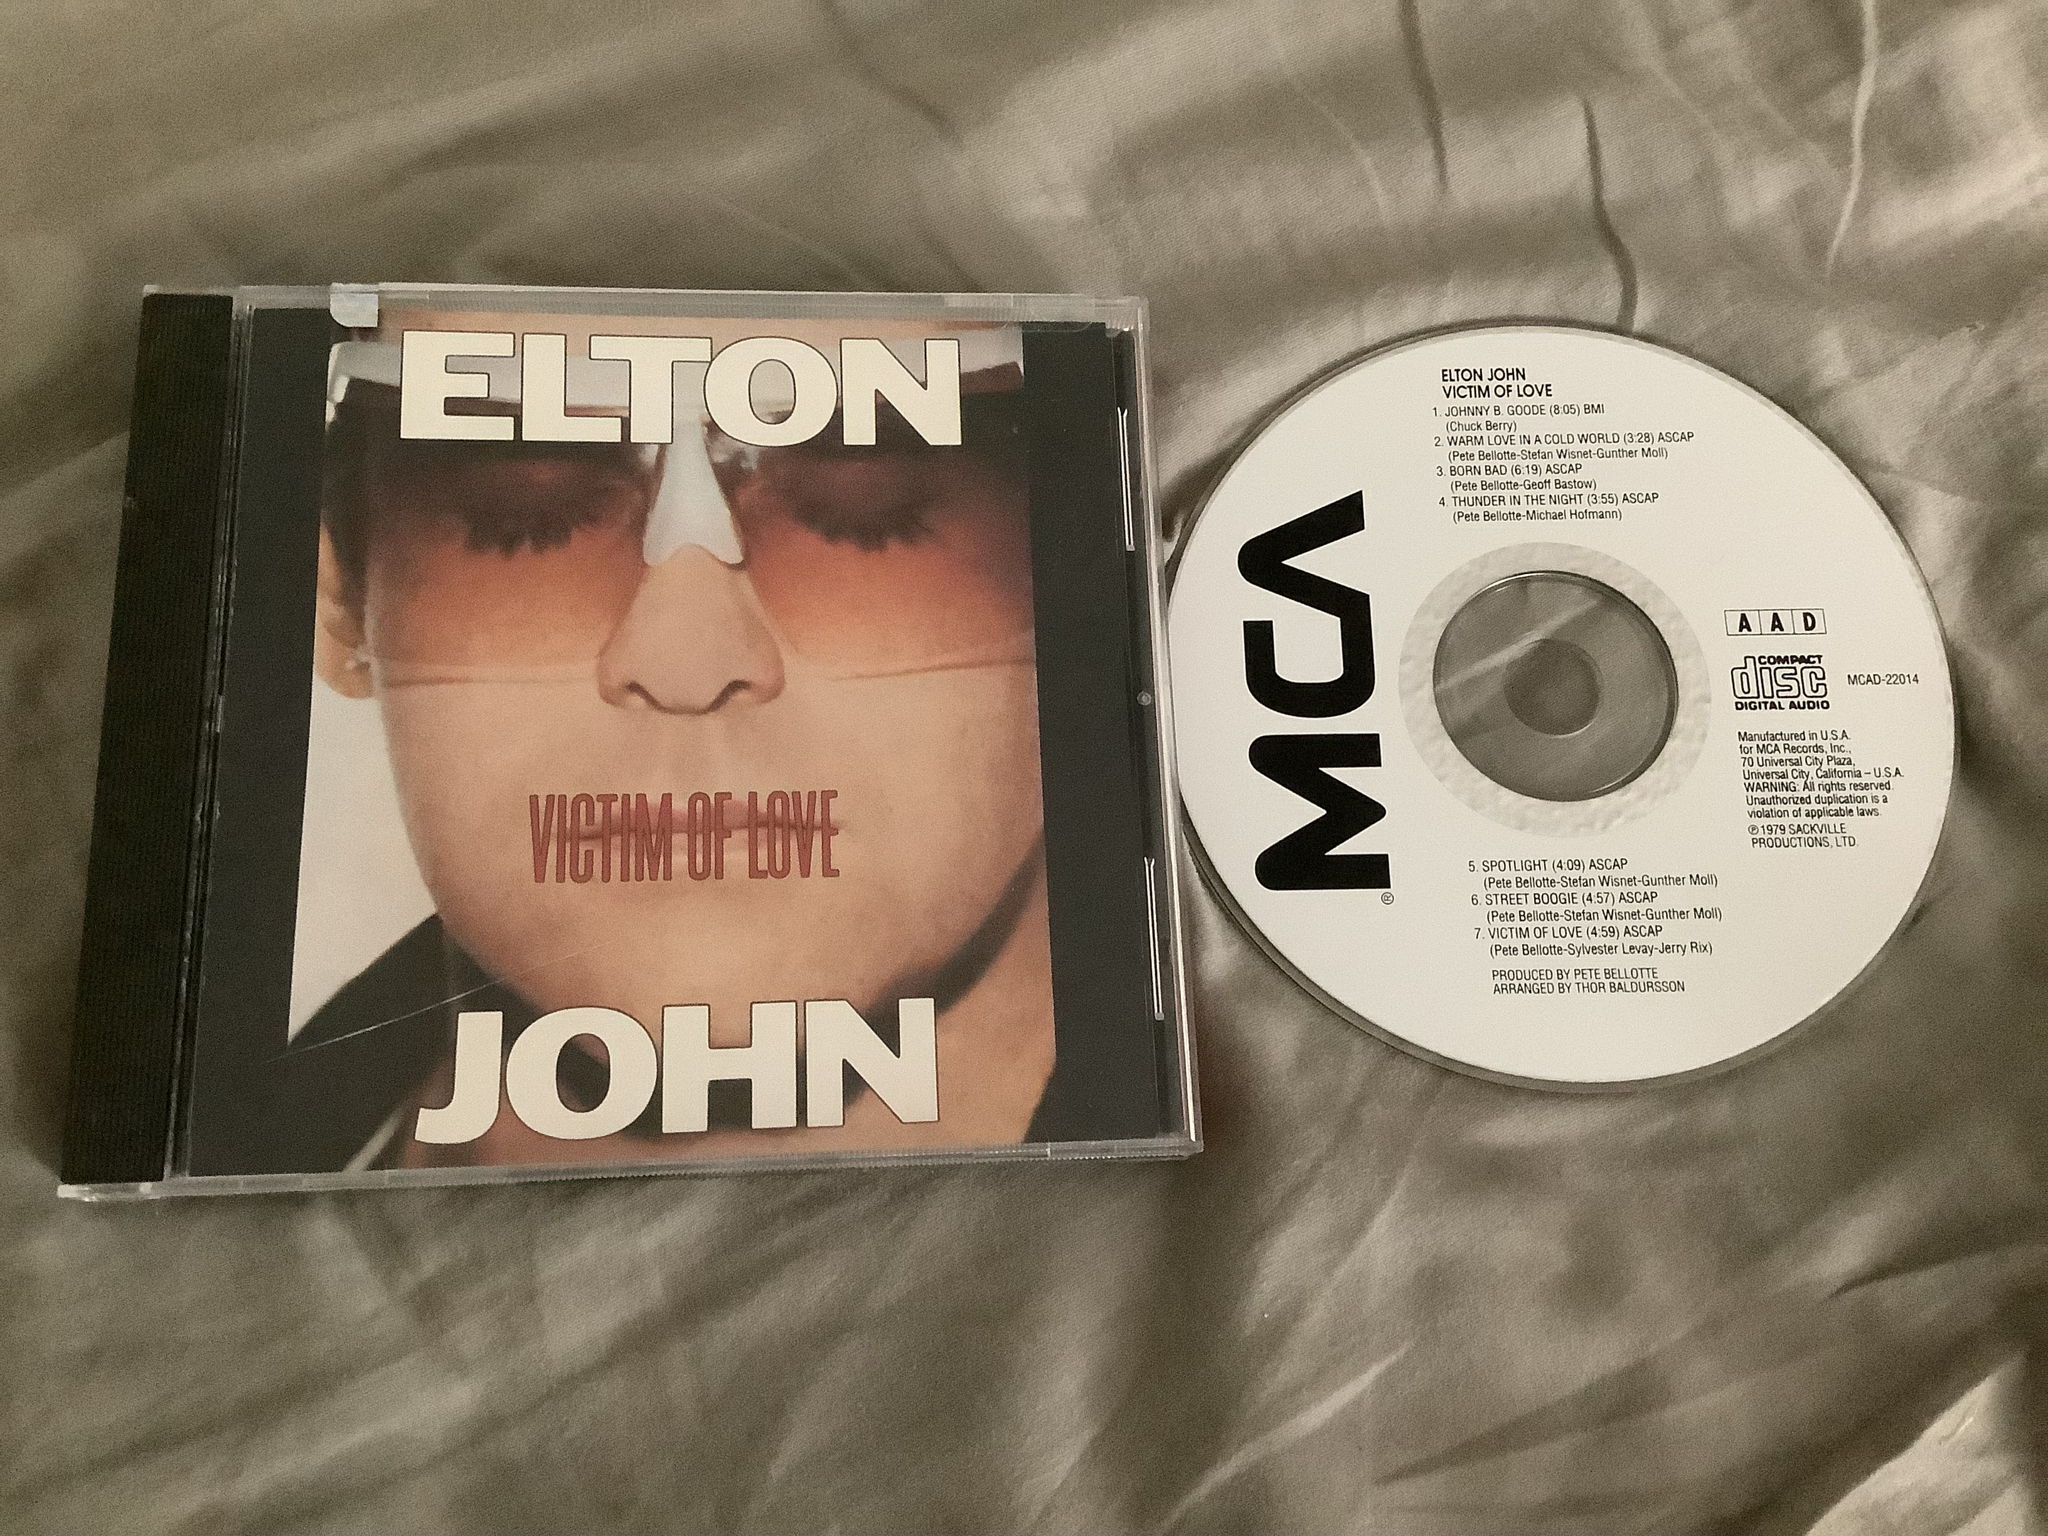 ELTON
VICTIM OF LOVE
JOHN
ELTON JOHN
VICTIM OF LOVE
1. JOHNNY B. GOODE (8:05) BMI
(Chuck Berry)
2. WARM LOVE IN A COLD WORLD (3:28) ASCAP
(Pete Bellotte-Stefan Wisnet-Gunther Moll)
3. BORN BAD (6:19) ASCAP
(Pete Bellotte-Geoff Bastow)
4. THUNDER IN THE NIGHT (3:55) ASCAP
(Pete Bellotte-Michael Hofmann)
MCA®
AAD
COMPACT
disc
DIGITAL AUDIO
MCAD-22014
Manufactured in U.S.A.
for MCA Records, Inc.,
70 Universal City Plaza,
Universal City, California – U.S.A.
WARNING: All rights reserved.
Unauthorized duplication is a
violation of applicable laws.
℗ 1979 SACKVILLE
PRODUCTIONS, LTD.
5. SPOTLIGHT (4:09) ASCAP
(Pete Bellotte-Stefan Wisnet-Gunther Moll)
6. STREET BOOGIE (4:57) ASCAP
(Pete Bellotte-Stefan Wisnet-Gunther Moll)
7. VICTIM OF LOVE (4:59) ASCAP
(Pete Bellotte-Sylvester Levay-Jerry Rix)
PRODUCED BY PETE BELLOTTE
ARRANGED BY THOR BALDURSSON